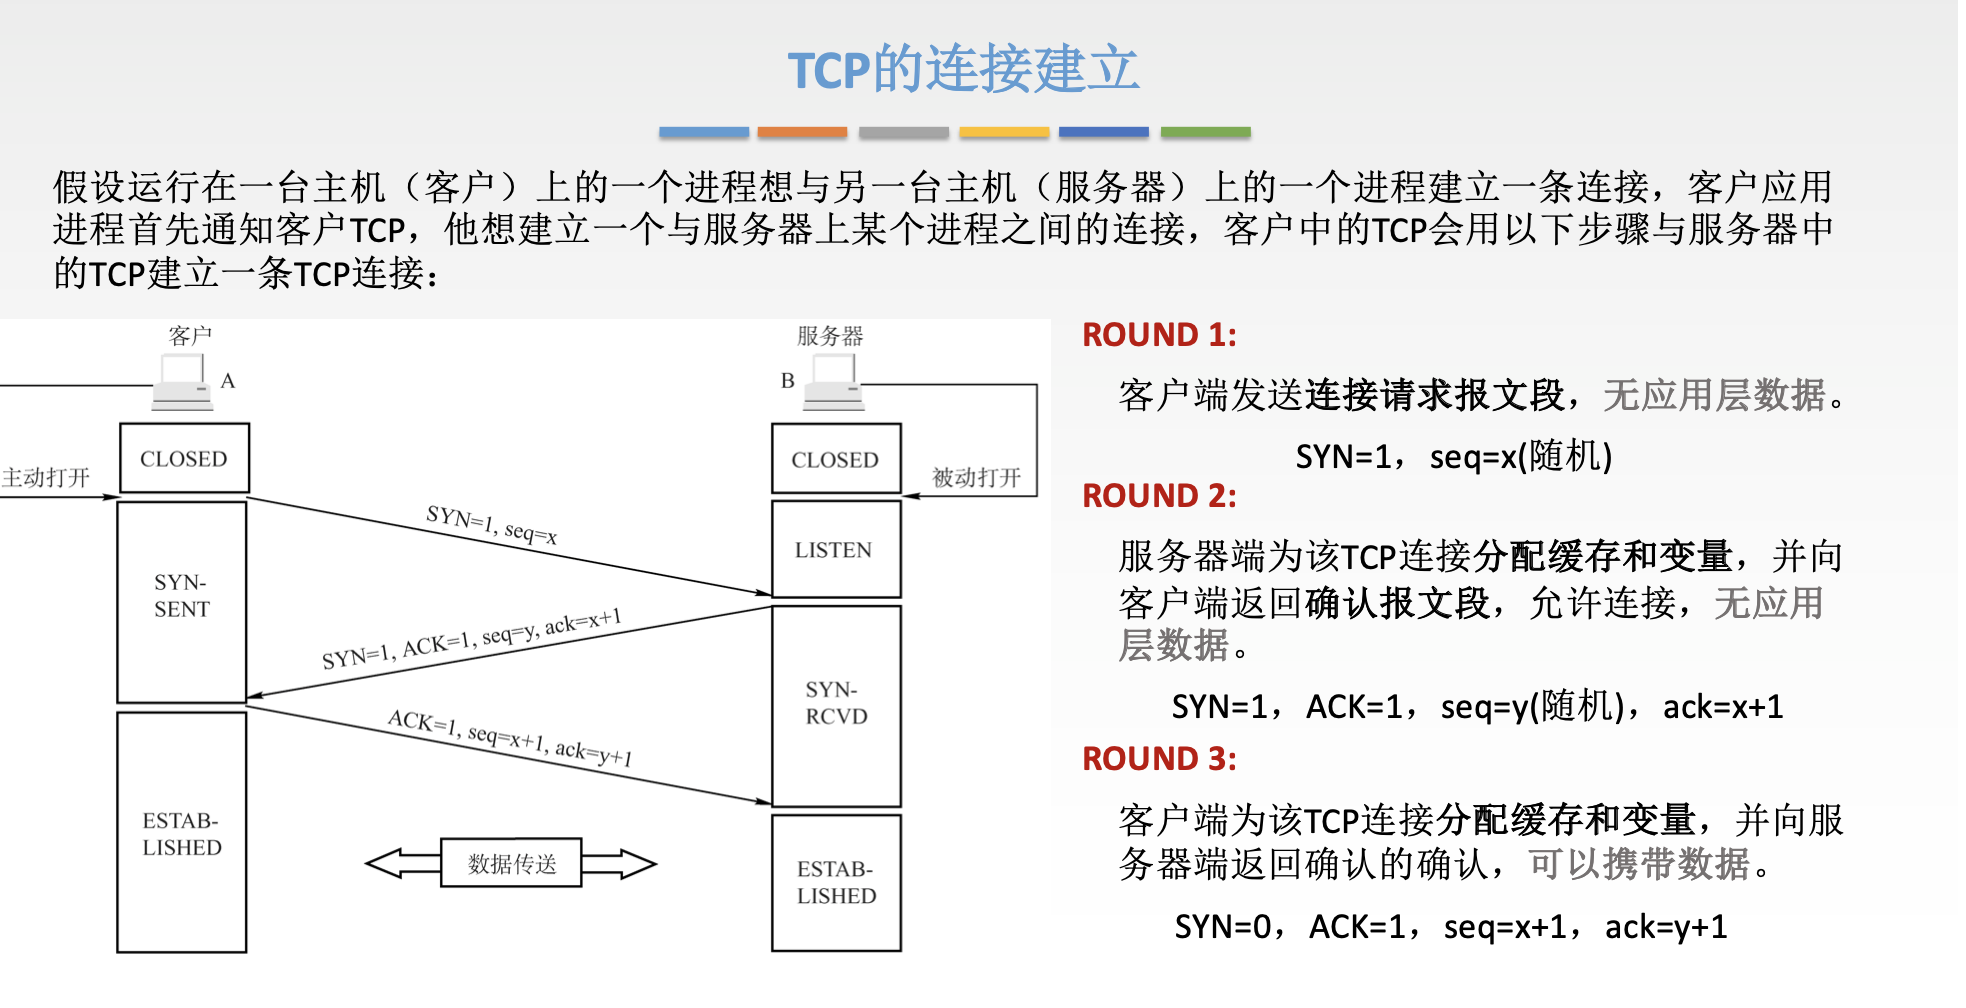 TCP的连接建立
假设运行在一台主机（客户）上的一个进程想与另一台主机（服务器）上的一个进程建立一条连接，客户应用
进程首先通知客户TCP，他想建立一个与服务器上某个进程之间的连接，客户中的TCP会用以下步骤与服务器中
的TCP建立一条TCP连接：
客户
A
服务器
B
CLOSED
CLOSED
主动打开
被动打开
SYN=1, seq=x
LISTEN
SYN-
SENT
SYN=1, ACK=1, seq=y, ack=x+1
SYN-
RCVD
ACK=1, seq=x+1, ack=y+1
ESTAB-
LISHED
数据传送
ESTAB-
LISHED
ROUND 1:
客户端发送连接请求报文段，无应用层数据。
SYN=1，seq=x(随机)
ROUND 2:
服务器端为该TCP连接分配缓存和变量，并向
客户端返回确认报文段，允许连接，无应用
层数据。
SYN=1，ACK=1，seq=y(随机)，ack=x+1
ROUND 3:
客户端为该TCP连接分配缓存和变量，并向服
务器端返回确认的确认，可以携带数据。
SYN=0，ACK=1，seq=x+1，ack=y+1